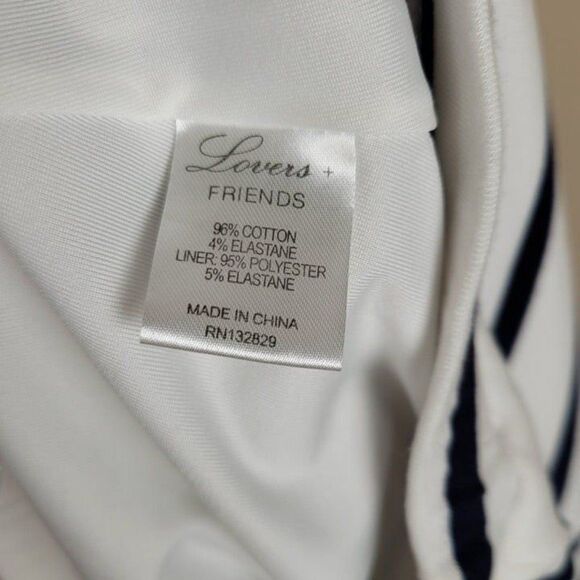 Lovers +
FRIENDS
96% COTTON
4% ELASTANE
LINER: 95% POLYESTER
5% ELASTANE
MADE IN CHINA
RN132829